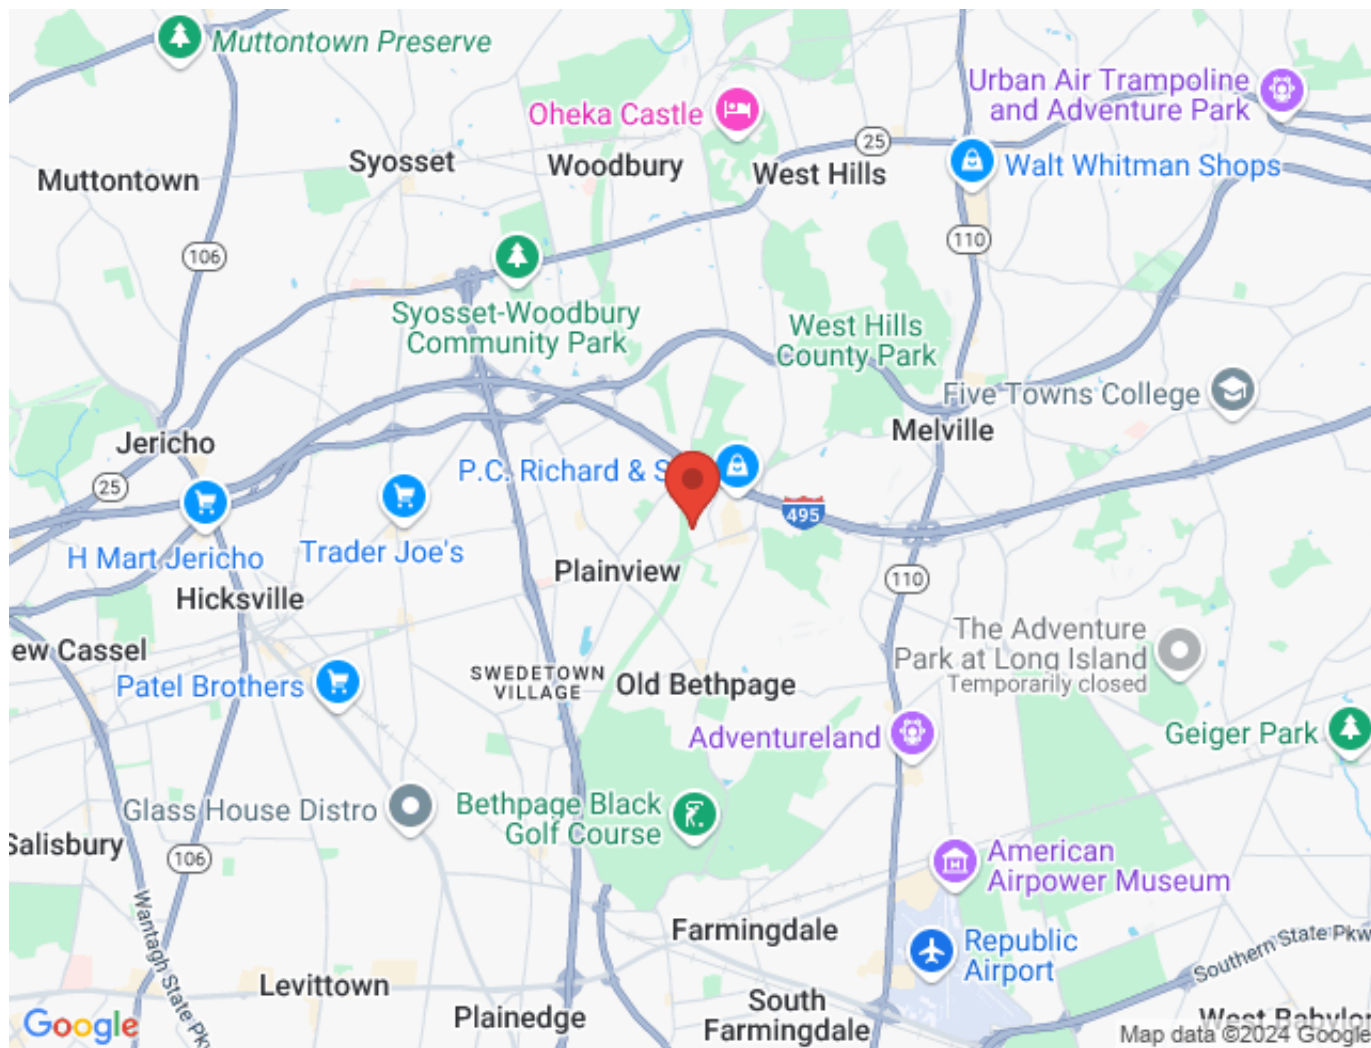 Muttontown Preserve
Urban Air Trampoline
and Adventure Park
Oheka Castle
25
Syosset
Woodbury
West Hills
Walt Whitman Shops
Muttontown
106
110
Syosset-Woodbury
Community Park
West Hills
County Park
Five Towns College
Jericho
Melville
P.C. Richard & S
25
495
H Mart Jericho
Trader Joe's
Plainview
110
Hicksville
ew Cassel
The Adventure
Park at Long Island
Temporarily closed
Patel Brothers
SWEDETOWN
VILLAGE
Old Bethpage
Adventureland
Geiger Park
Glass House Distro
Bethpage Black
Golf Course
Salisbury
106
American
Airpower Museum
Wantagh State Pkwy
Farmingdale
Republic
Airport
Southern State Pkwy
Levittown
Plainedge
South
Farmingdale
West Babylon
Google
Map data ©2024 Google